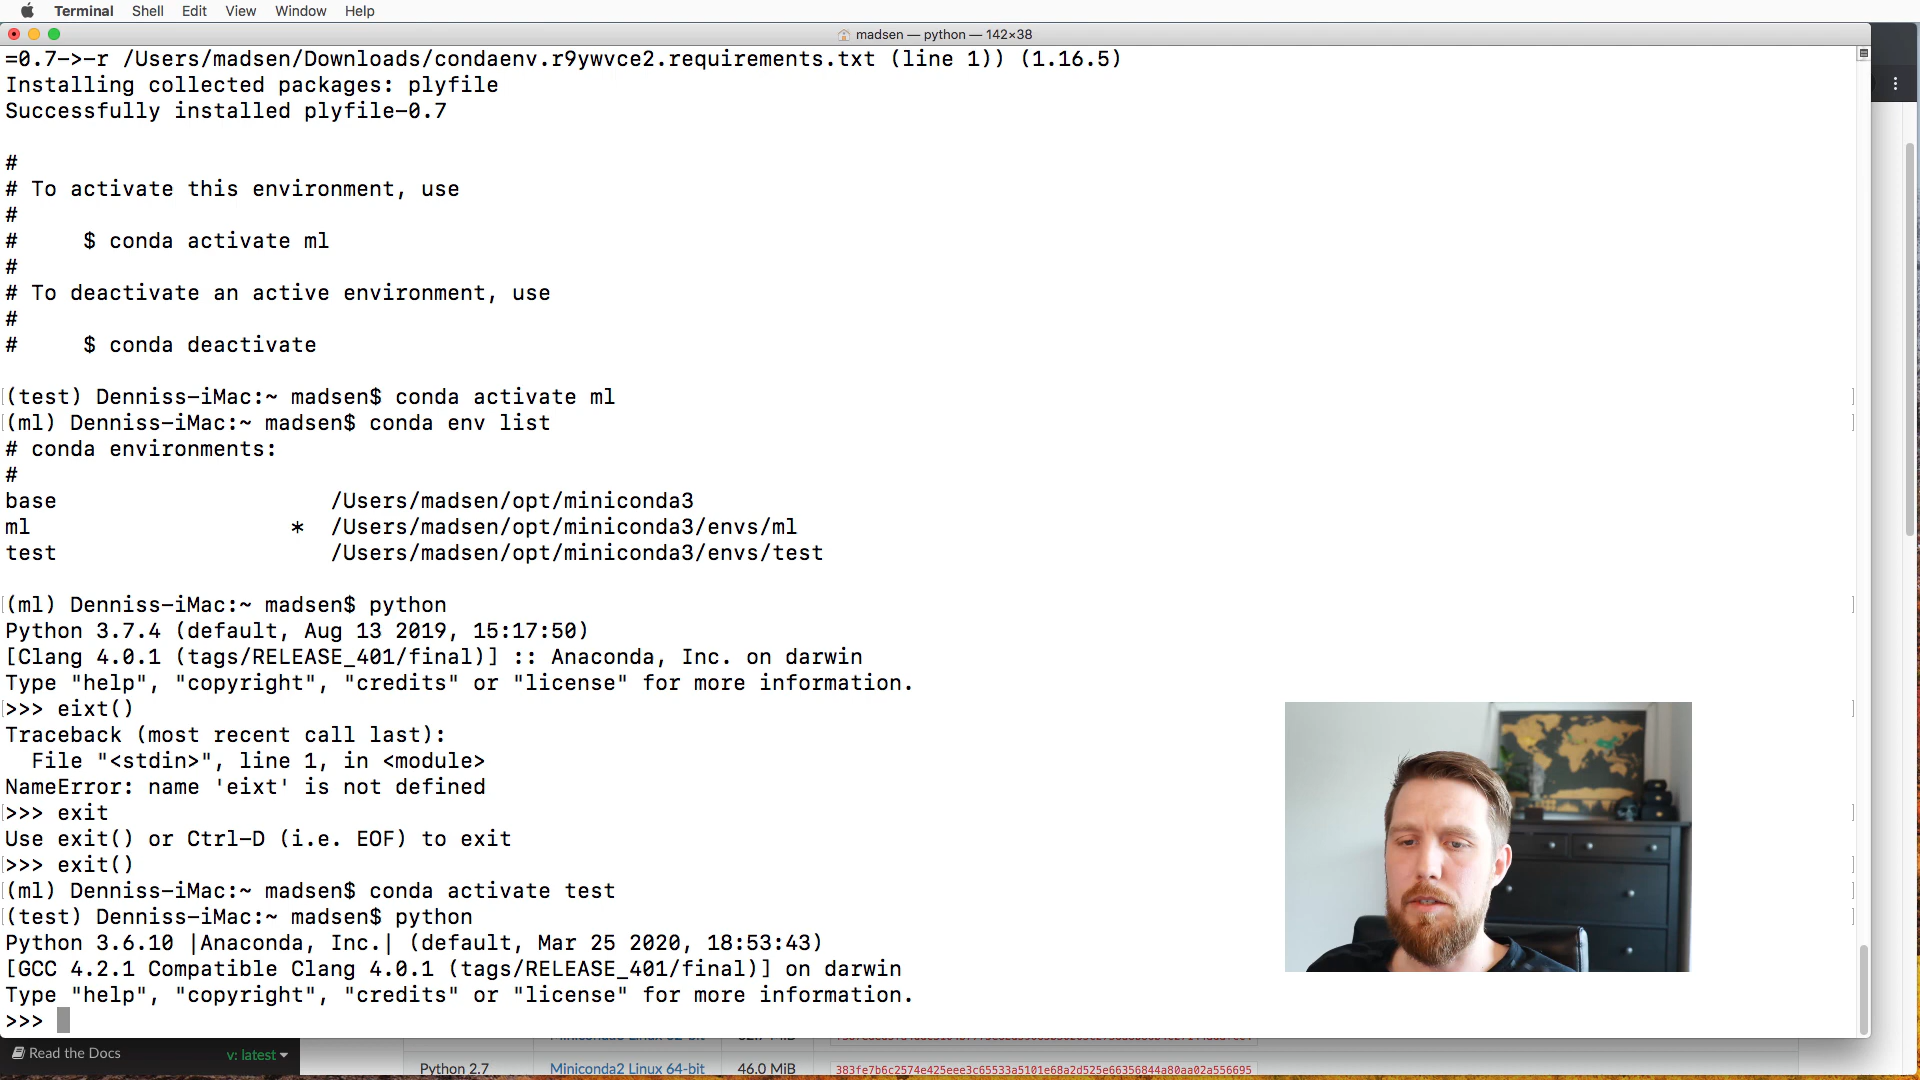 Terminal Shell Edit View Window Help
madsen — python — 142×38
=0.7->-r /Users/madsen/Downloads/condaenv.r9ywvce2.requirements.txt (line 1)) (1.16.5)
Installing collected packages: plyfile
Successfully installed plyfile-0.7
#
# To activate this environment, use
#
#     $ conda activate ml
#
# To deactivate an active environment, use
#
#     $ conda deactivate
(test) Denniss-iMac:~ madsen$ conda activate ml
(ml) Denniss-iMac:~ madsen$ conda env list
# conda environments:
#
base                     /Users/madsen/opt/miniconda3
ml                    *  /Users/madsen/opt/miniconda3/envs/ml
test                     /Users/madsen/opt/miniconda3/envs/test
(ml) Denniss-iMac:~ madsen$ python
Python 3.7.4 (default, Aug 13 2019, 15:17:50)
[Clang 4.0.1 (tags/RELEASE_401/final)] :: Anaconda, Inc. on darwin
Type "help", "copyright", "credits" or "license" for more information.
>>> eixt()
Traceback (most recent call last):
  File "<stdin>", line 1, in <module>
NameError: name 'eixt' is not defined
>>> exit
Use exit() or Ctrl-D (i.e. EOF) to exit
>>> exit()
(ml) Denniss-iMac:~ madsen$ conda activate test
(test) Denniss-iMac:~ madsen$ python
Python 3.6.10 |Anaconda, Inc.| (default, Mar 25 2020, 18:53:43)
[GCC 4.2.1 Compatible Clang 4.0.1 (tags/RELEASE_401/final)] on darwin
Type "help", "copyright", "credits" or "license" for more information.
>>>
Read the Docs v: latest
Python 2.7 Miniconda2 Linux 64-bit 46.0 MiB 383fe7b6c2574e425eee3c65533a5101e68a2d525e66356844a80aa02a556695